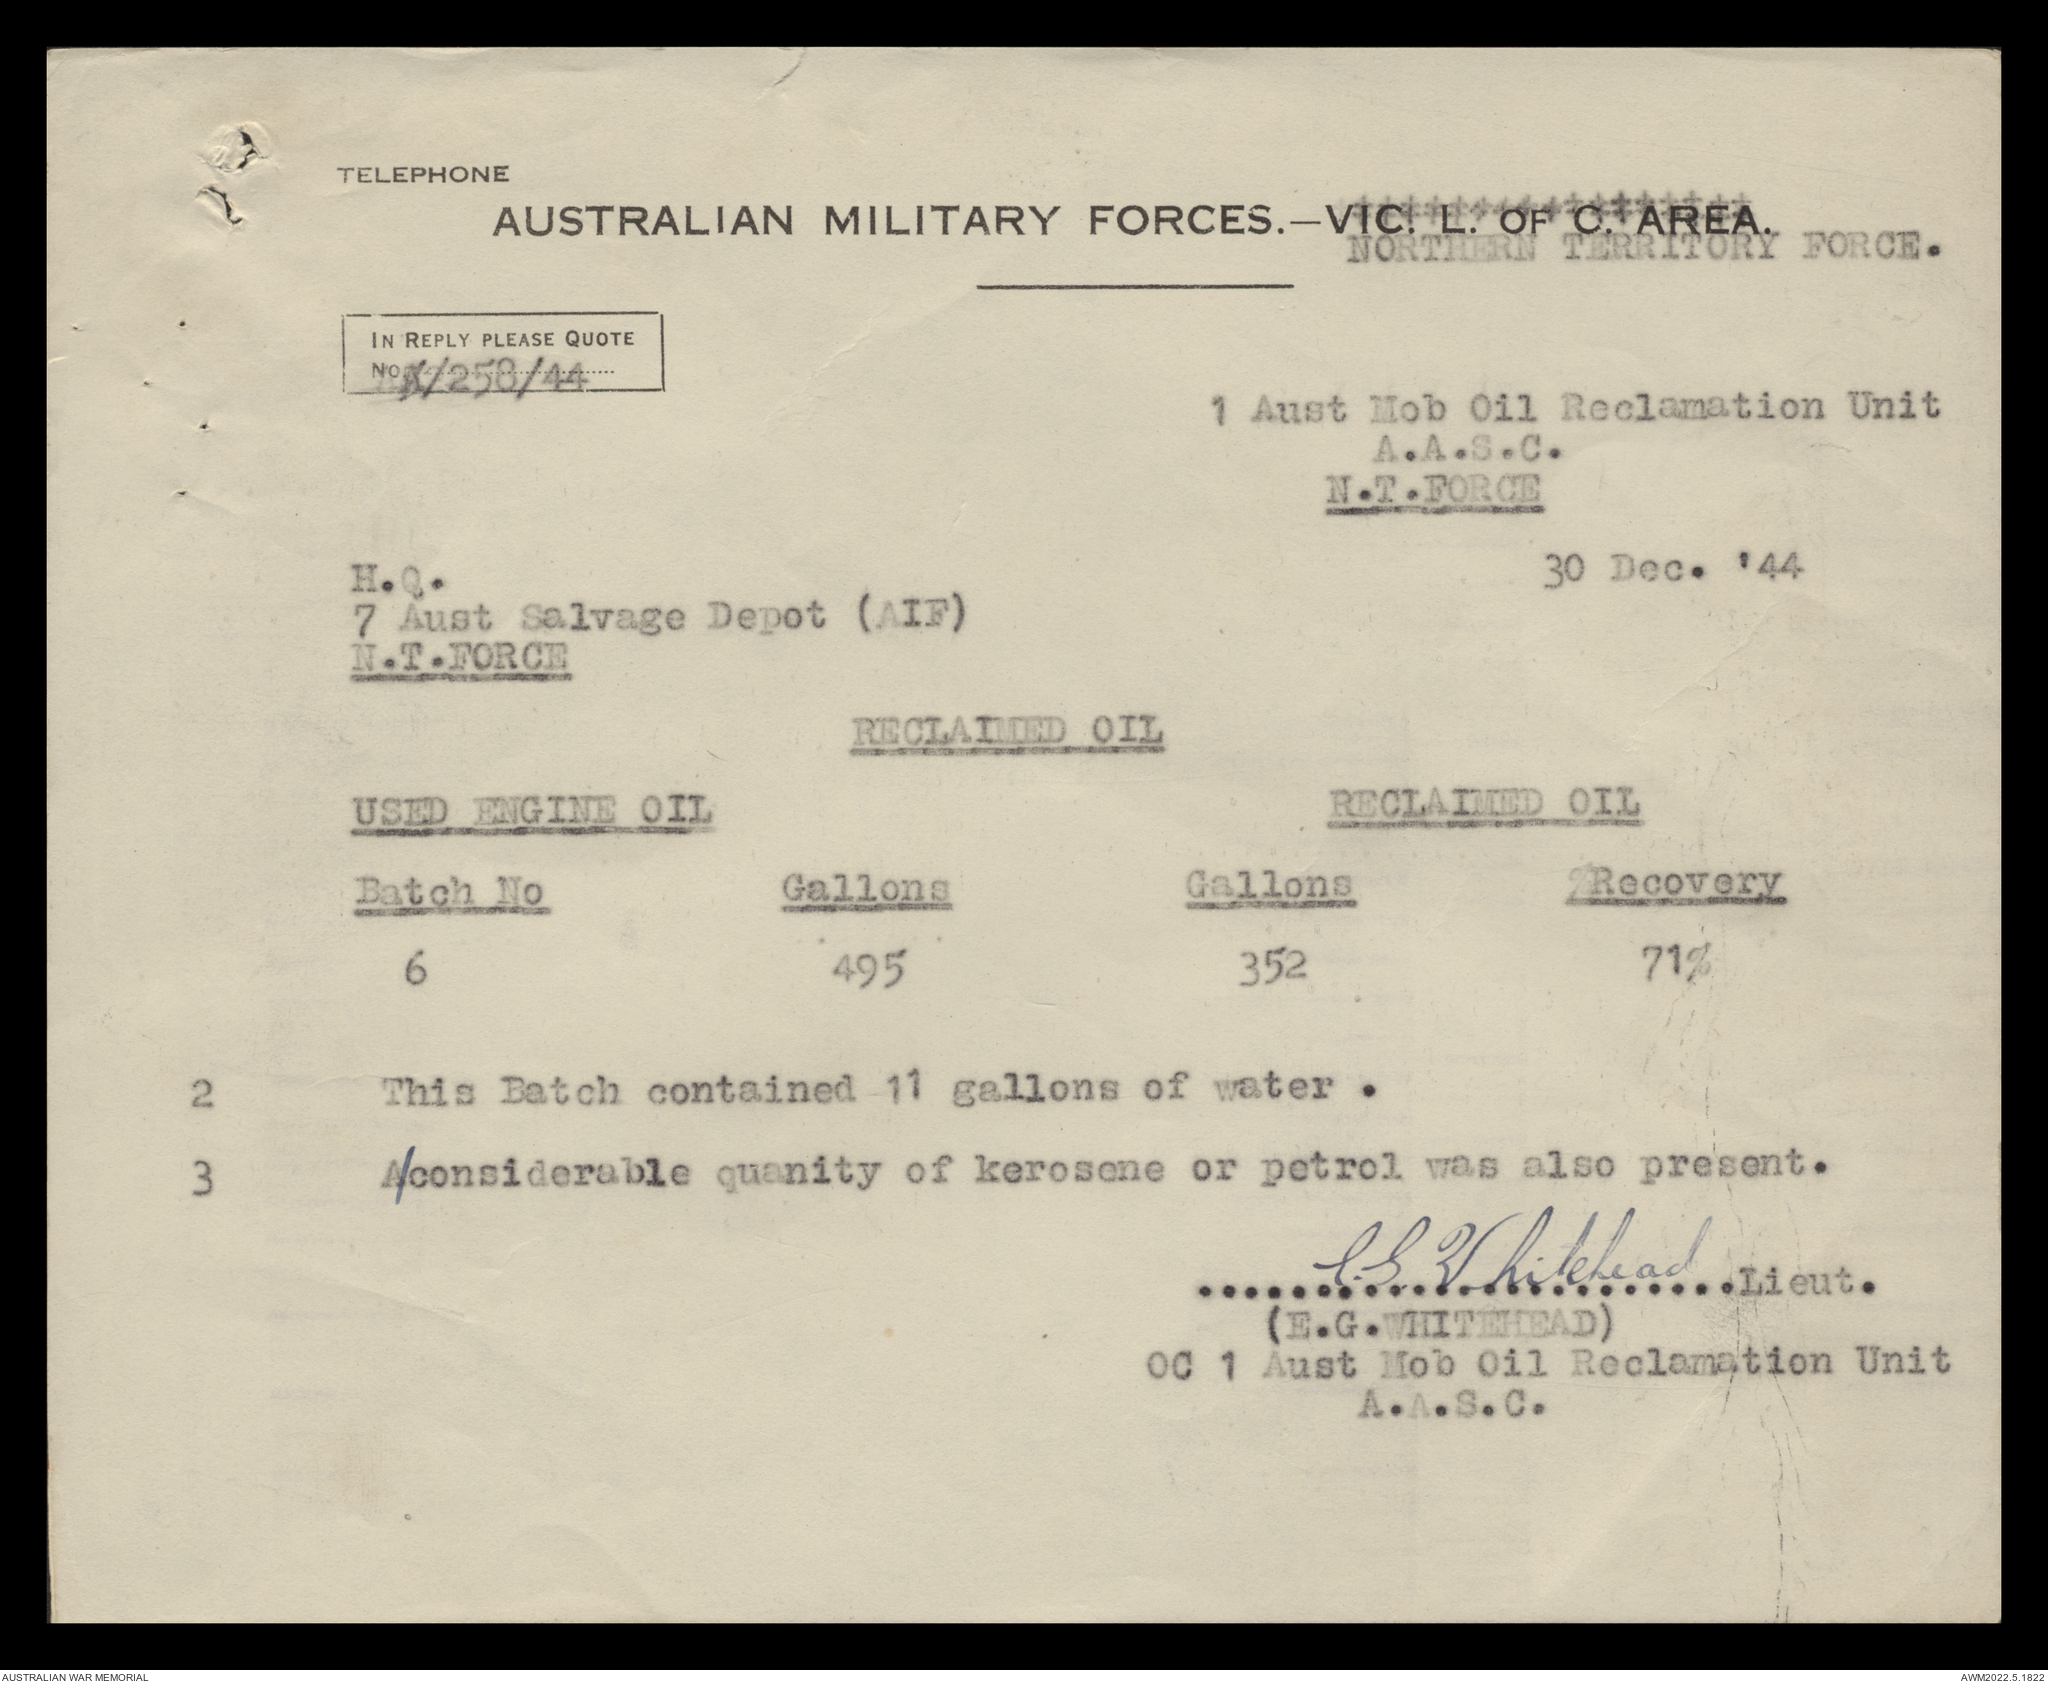 TELEPHONE
AUSTRALIAN MILITARY FORCES.—VIC. L. OF C. AREA.
NORTHERN TERRITORY FORCE.
IN REPLY PLEASE QUOTE
No. /258/44
1 Aust Mob Oil Reclamation Unit
A.A.S.C.
N.T.FORCE
30 Dec. '44
H.Q.
7 Aust Salvage Depot (AIF)
N.T.FORCE
RECLAIMED OIL
USED ENGINE OIL RECLAIMED OIL
Batch No Gallons Gallons %Recovery
6 495 352 71%
2 This Batch contained 11 gallons of water .
3 A/considerable quanity of kerosene or petrol was also present.
E.G. Whitehead Lieut.
(E.G.WHITEHEAD)
OC 1 Aust Mob Oil Reclamation Unit
A.A.S.C.
AUSTRALIAN WAR MEMORIAL AWM2022.5.1822